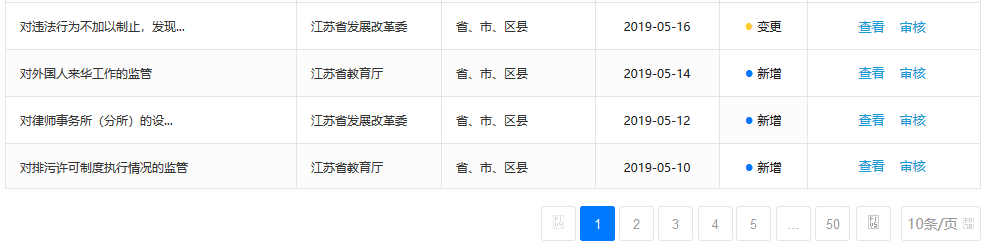 对违法行为不加以制止，发现... 江苏省发展改革委 省、市、区县 2019-05-16 变更 查看 审核
对外国人来华工作的监管 江苏省教育厅 省、市、区县 2019-05-14 新增 查看 审核
对律师事务所（分所）的设... 江苏省发展改革委 省、市、区县 2019-05-12 新增 查看 审核
对排污许可制度执行情况的监管 江苏省教育厅 省、市、区县 2019-05-10 新增 查看 审核
1 2 3 4 5 ... 50 10条/页